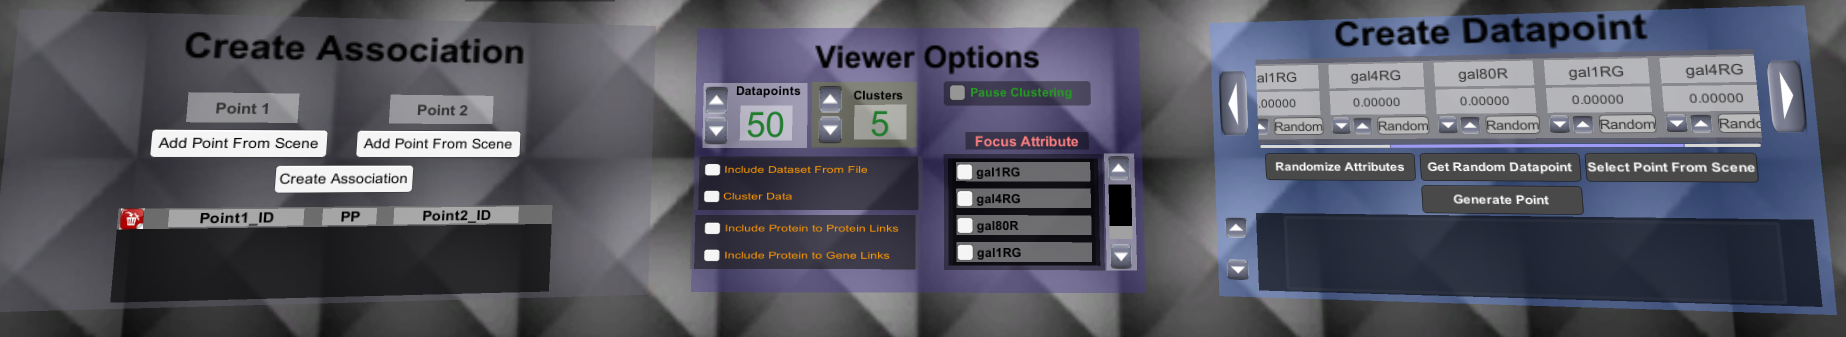 Create Association
Point 1
Point 2
Add Point From Scene
Add Point From Scene
Create Association
Point1_ID PP Point2_ID
Viewer Options
Datapoints
50
Clusters
5
Pause Clustering
Include Dataset From File
Cluster Data
Include Protein to Protein Links
Include Protein to Gene Links
Focus Attribute
gal1RG
gal4RG
gal80R
gal1RG
Create Datapoint
al1RG gal4RG gal80R gal1RG gal4RG
.00000 0.00000 0.00000 0.00000 0.00000
Random Random Random Random Rando
Randomize Attributes Get Random Datapoint Select Point From Scene
Generate Point